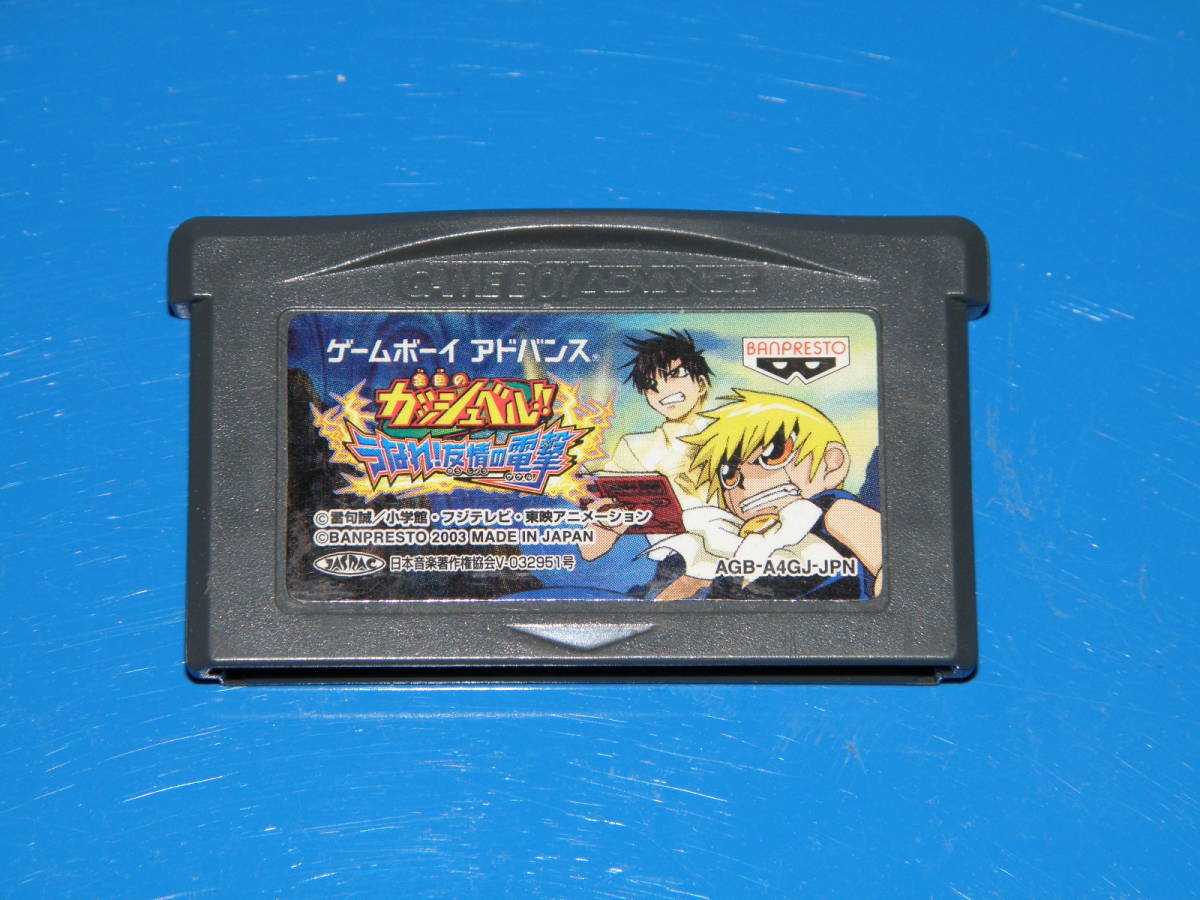 GAME BOY ADVANCE
ゲームボーイ アドバンス®
BANPRESTO
金色の
ガッシュベル!!
うなれ!友情の電撃
©雷句誠/小学館・フジテレビ・東映アニメーション
©BANPRESTO 2003 MADE IN JAPAN
JASRAC 日本音楽著作権協会V-032951号
AGB-A4GJ-JPN